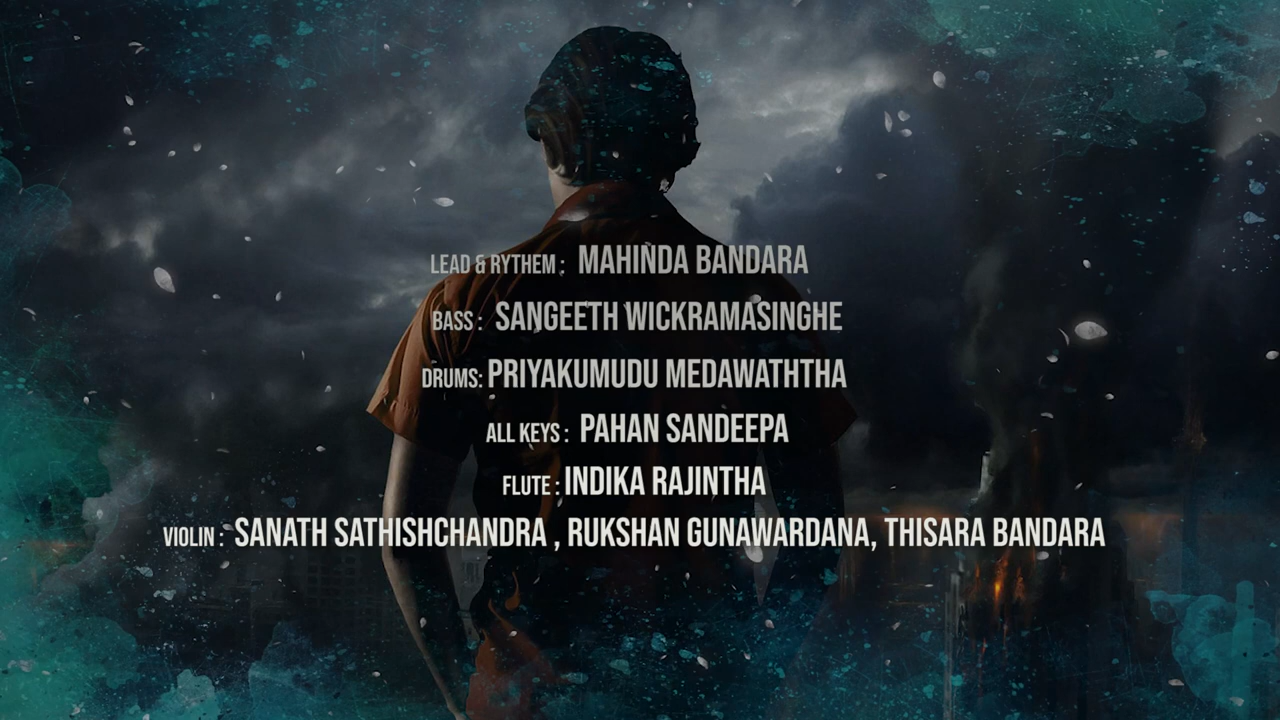 LEAD & RYTHEM : MAHINDA BANDARA
BASS : SANGEETH WICKRAMASINGHE
DRUMS: PRIYAKUMUDU MEDAWATHTHA
ALL KEYS : PAHAN SANDEEPA
FLUTE : INDIKA RAJINTHA
VIOLIN : SANATH SATHISHCHANDRA , RUKSHAN GUNAWARDANA, THISARA BANDARA